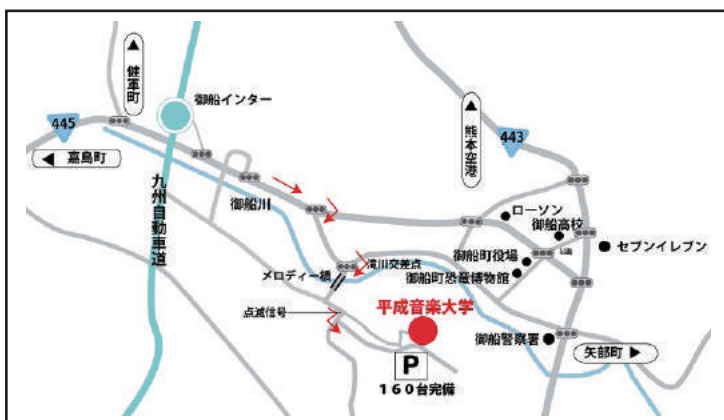 健軍町
御船インター
445
嘉島町
九州自動車道
御船川
熊本空港
443
ローソン
御船高校
セブンイレブン
御船町役場
御船町恐竜博物館
滝川交差点
メロディー橋
点滅信号
平成音楽大学
P
160台完備
御船警察署
矢部町